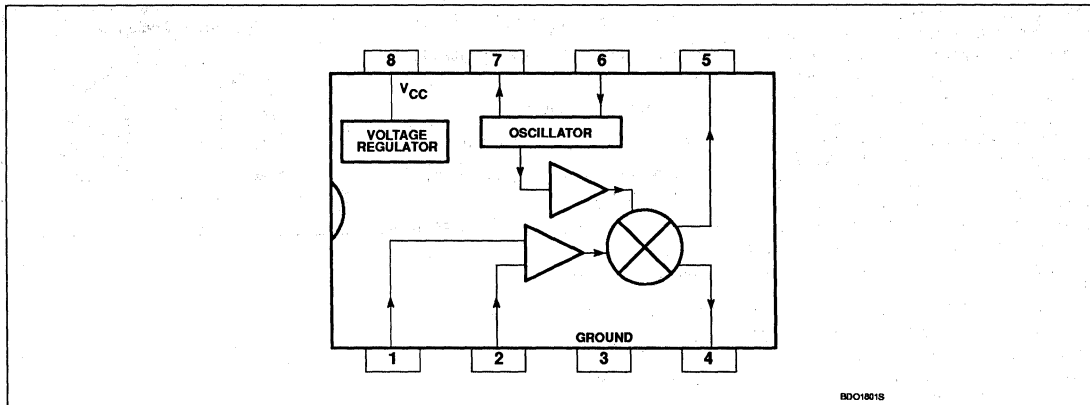 8 7 6 5
VCC
VOLTAGE
REGULATOR
OSCILLATOR
GROUND
1 2 3 4
BDO1801S